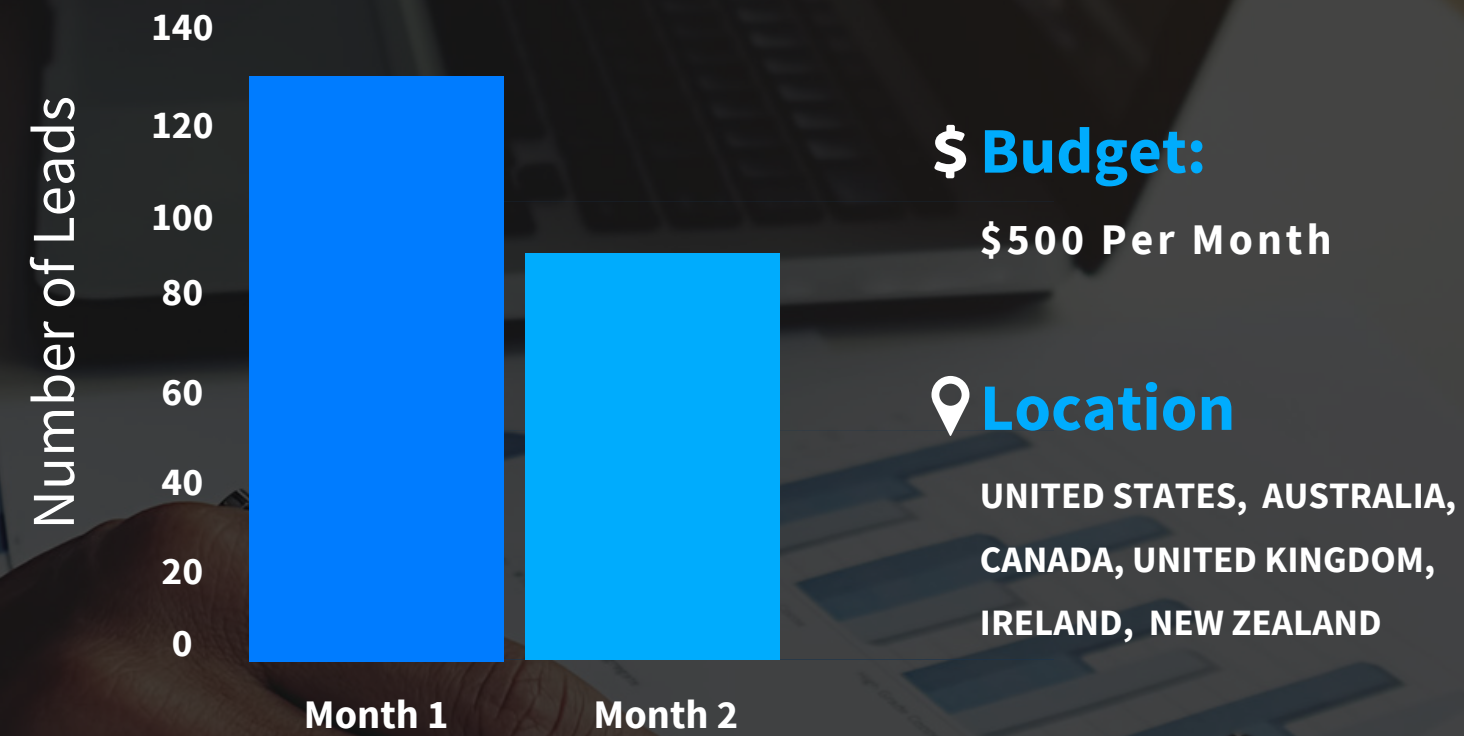 140
120
100
80
60
40
20
0
Number of Leads
Month 1
Month 2
$ Budget:
$500 Per Month
Location
UNITED STATES, AUSTRALIA,
CANADA, UNITED KINGDOM,
IRELAND, NEW ZEALAND